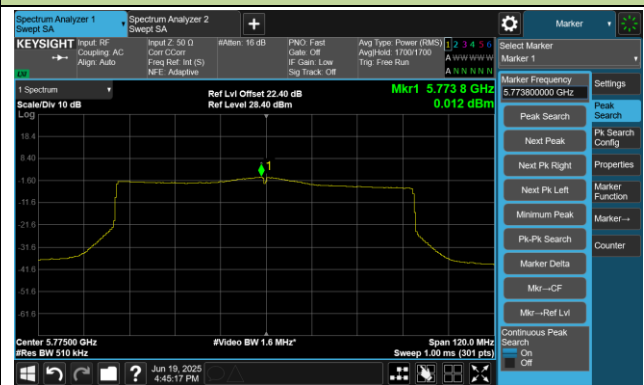 Spectrum Analyzer 1
Swept SA
Spectrum Analyzer 2
Swept SA
+
Marker
KEYSIGHT
Input: RF
Coupling: AC
Align: Auto
Input Z: 50 Ω
Corr CCorr
Freq Ref: Int (S)
NFE: Adaptive
#Atten: 16 dB
PNO: Fast
Gate: Off
IF Gain: Low
Sig Track: Off
Avg Type: Power (RMS)
Avg|Hold: 1700/1700
Trig: Free Run
1 2 3 4 5 6
A W W W W W
A N N N N N
Select Marker
Marker 1
1 Spectrum
Scale/Div 10 dB
Log
Ref Lvl Offset 22.40 dB
Ref Level 28.40 dBm
Mkr1 5.773 8 GHz
0.012 dBm
18.4
8.40
-1.60
-11.6
-21.6
-31.6
-41.6
-51.6
-61.6
1
Center 5.77500 GHz
#Res BW 510 kHz
#Video BW 1.6 MHz*
Span 120.0 MHz
Sweep 1.00 ms (301 pts)
Marker Frequency
5.773800000 GHz
Peak Search
Next Peak
Next Pk Right
Next Pk Left
Minimum Peak
Pk-Pk Search
Marker Delta
Mkr→CF
Mkr→Ref Lvl
Continuous Peak
Search
On
Off
Settings
Peak
Search
Pk Search
Config
Properties
Marker
Function
Marker→
Counter
?
Jun 19, 2025
4:45:17 PM